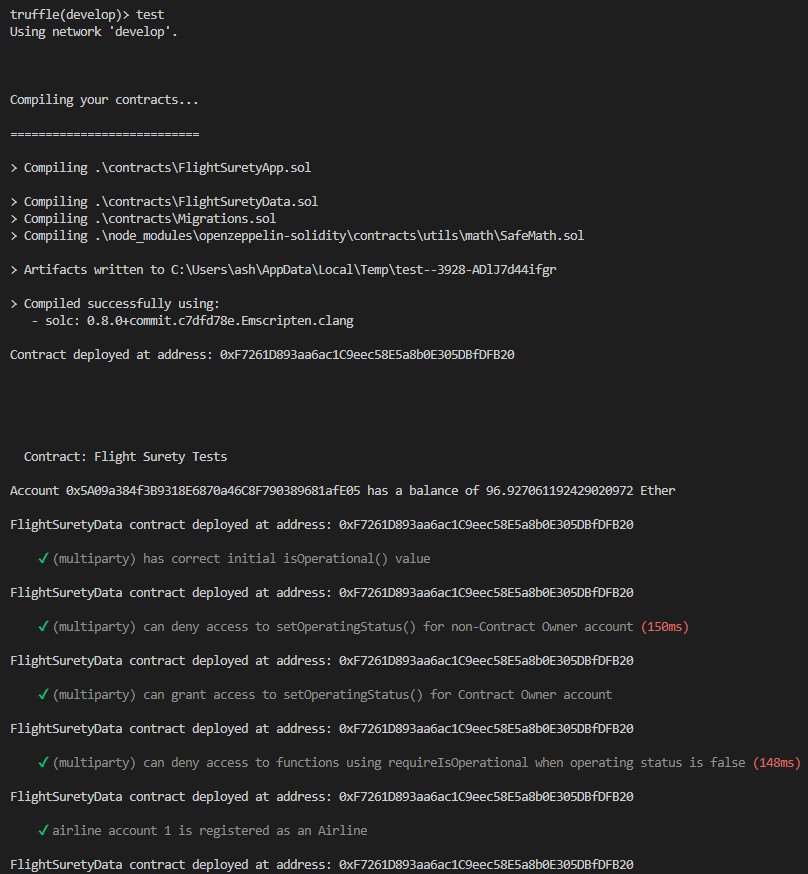 truffle(develop)> test
Using network 'develop'.
Compiling your contracts...
===========================
> Compiling .\contracts\FlightSuretyApp.sol
> Compiling .\contracts\FlightSuretyData.sol
> Compiling .\contracts\Migrations.sol
> Compiling .\node_modules\openzeppelin-solidity\contracts\utils\math\SafeMath.sol
> Artifacts written to C:\Users\ash\AppData\Local\Temp\test--3928-ADlJ7d44ifgr
> Compiled successfully using:
- solc: 0.8.0+commit.c7dfd78e.Emscripten.clang
Contract deployed at address: 0xF7261D893aa6ac1C9eec58E5a8b0E305DBfDFB20
Contract: Flight Surety Tests
Account 0x5A09a384f3B9318E6870a46C8F790389681afE05 has a balance of 96.927061192429020972 Ether
FlightSuretyData contract deployed at address: 0xF7261D893aa6ac1C9eec58E5a8b0E305DBfDFB20
✓ (multiparty) has correct initial isOperational() value
FlightSuretyData contract deployed at address: 0xF7261D893aa6ac1C9eec58E5a8b0E305DBfDFB20
✓ (multiparty) can deny access to setOperatingStatus() for non-Contract Owner account (150ms)
FlightSuretyData contract deployed at address: 0xF7261D893aa6ac1C9eec58E5a8b0E305DBfDFB20
✓ (multiparty) can grant access to setOperatingStatus() for Contract Owner account
FlightSuretyData contract deployed at address: 0xF7261D893aa6ac1C9eec58E5a8b0E305DBfDFB20
✓ (multiparty) can deny access to functions using requireIsOperational when operating status is false (148ms)
FlightSuretyData contract deployed at address: 0xF7261D893aa6ac1C9eec58E5a8b0E305DBfDFB20
✓ airline account 1 is registered as an Airline
FlightSuretyData contract deployed at address: 0xF7261D893aa6ac1C9eec58E5a8b0E305DBfDFB20